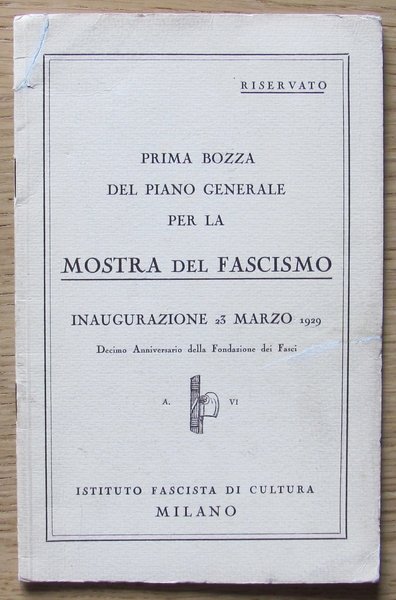 RISERVATO
PRIMA BOZZA
DEL PIANO GENERALE
PER LA
MOSTRA DEL FASCISMO
INAUGURAZIONE 23 MARZO 1929
Decimo Anniversario della Fondazione dei Fasci
A. VI
ISTITUTO FASCISTA DI CULTURA
MILANO